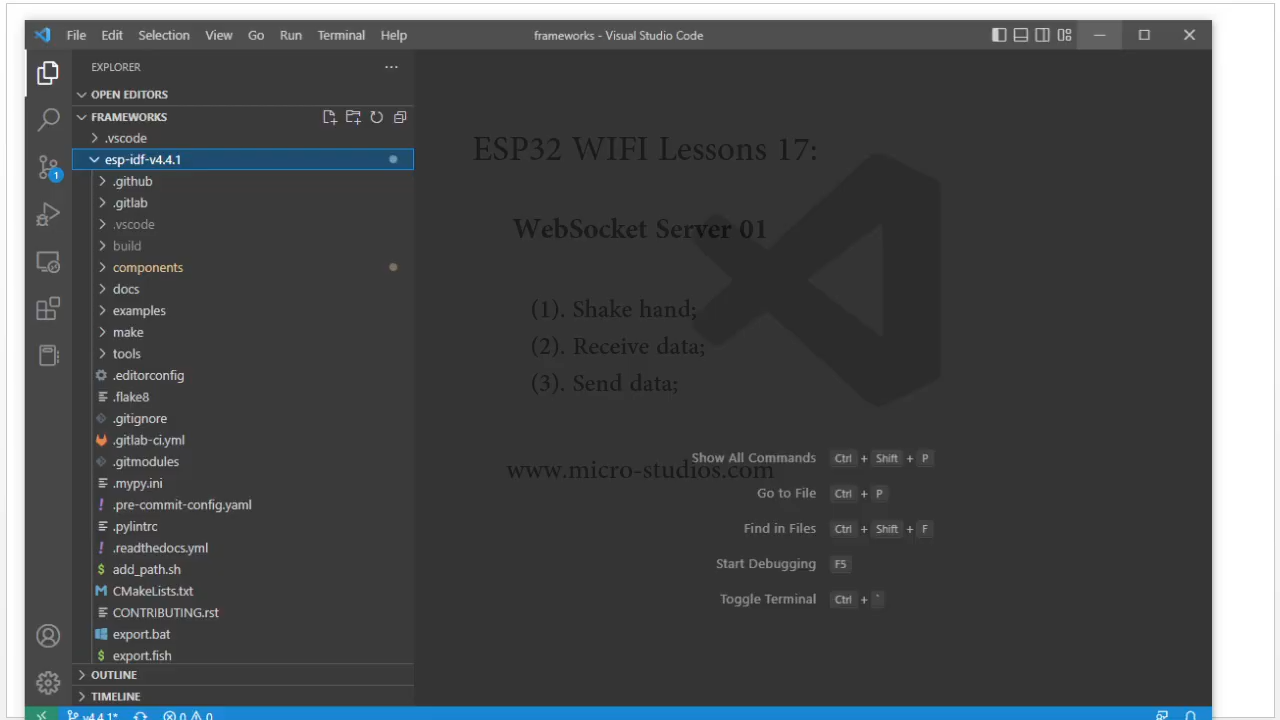 File Edit Selection View Go Run Terminal Help
frameworks - Visual Studio Code
EXPLORER
OPEN EDITORS
FRAMEWORKS
.vscode
esp-idf-v4.4.1
.github
.gitlab
.vscode
build
components
docs
examples
make
tools
.editorconfig
.flake8
.gitignore
.gitlab-ci.yml
.gitmodules
.mypy.ini
.pre-commit-config.yaml
.pylintrc
.readthedocs.yml
add_path.sh
CMakeLists.txt
CONTRIBUTING.rst
export.bat
export.fish
OUTLINE
TIMELINE
1
ESP32 WIFI Lessons 17:
WebSocket Server 01
(1). Shake hand;
(2). Receive data;
(3). Send data;
www.micro-studios.com
Show All Commands Ctrl + Shift + P
Go to File Ctrl + P
Find in Files Ctrl + Shift + F
Start Debugging F5
Toggle Terminal Ctrl + `
v4.4.1* 0 0